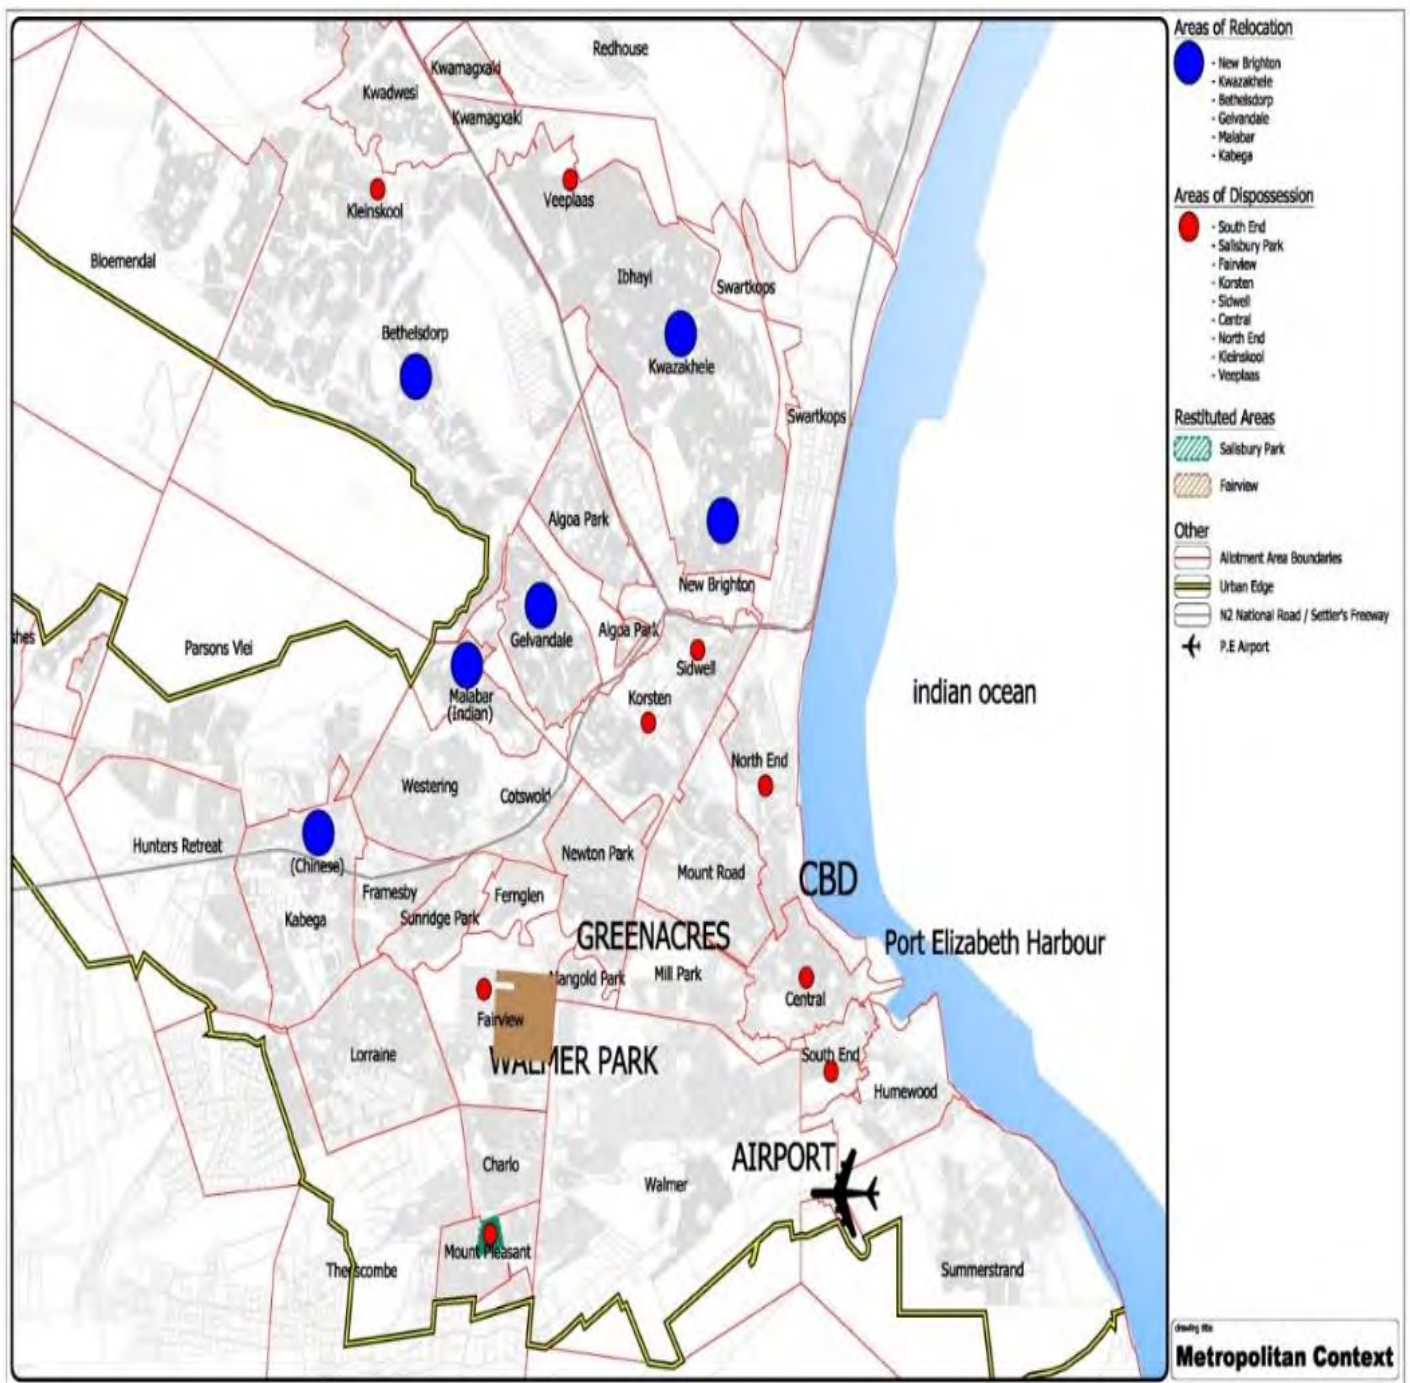 Redhouse
Kwamagxaki
Kwadwesi
Kwamagxaki
Veeplaas
Kleinskool
Bloemendal
Ibhayi
Swartkops
Bethelsdorp
Kwazakhele
Swartkops
Algoa Park
New Brighton
shes
Parsons Vlei
Gelvandale
Algoa Park
Sidwell
Malabar
(Indian)
Korsten
indian ocean
North End
Westering
Cotswold
Hunters Retreat
(Chinese)
Newton Park
Mount Road
CBD
Framesby
Fernglen
Kabega
Sunridge Park
GREENACRES
Port Elizabeth Harbour
Mangold Park
Mill Park
Central
Fairview
Lorraine
WALMER PARK
South End
Humewood
Charlo
AIRPORT
Walmer
Mount Pleasant
Summerstrand
Areas of Relocation
- New Brighton
- Kwazakhele
- Bethelsdorp
- Gelvandale
- Malabar
- Kabega
Areas of Dispossession
- South End
- Salisbury Park
- Fairview
- Korsten
- Sidwell
- Central
- North End
- Kleinskool
- Veeplaas
Restituted Areas
Salisbury Park
Fairview
Other
Allotment Area Boundaries
Urban Edge
N2 National Road / Settler's Freeway
P.E Airport
drawing title
Metropolitan Context